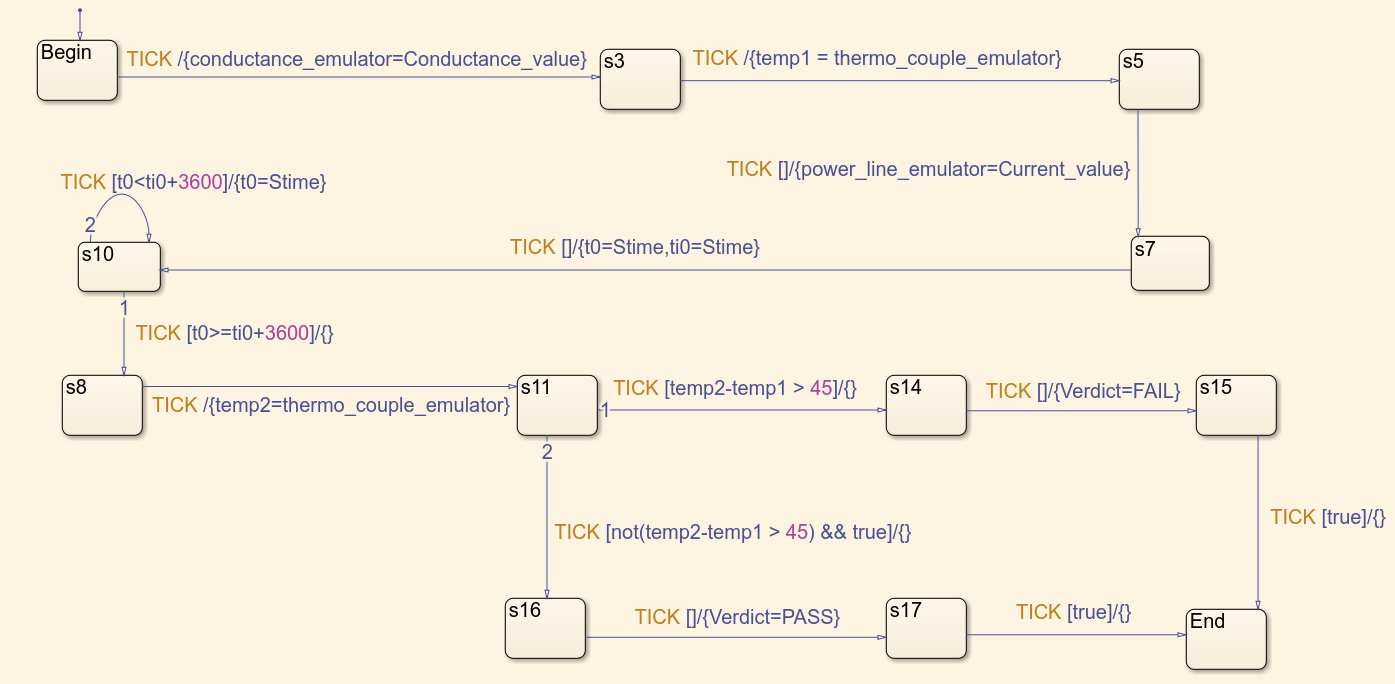 Begin
TICK /{conductance_emulator=Conductance_value}
s3
TICK /{temp1 = thermo_couple_emulator}
s5
TICK []/{power_line_emulator=Current_value}
TICK [t0<ti0+3600]/{t0=Stime}
2
s10
TICK []/{t0=Stime,ti0=Stime}
s7
1
TICK [t0>=ti0+3600]/{}
s8
TICK /{temp2=thermo_couple_emulator}
s11
1
TICK [temp2-temp1 > 45]/{}
s14
TICK []/{Verdict=FAIL}
s15
2
TICK [not(temp2-temp1 > 45) && true]/{}
TICK [true]/{}
s16
TICK []/{Verdict=PASS}
s17
TICK [true]/{}
End